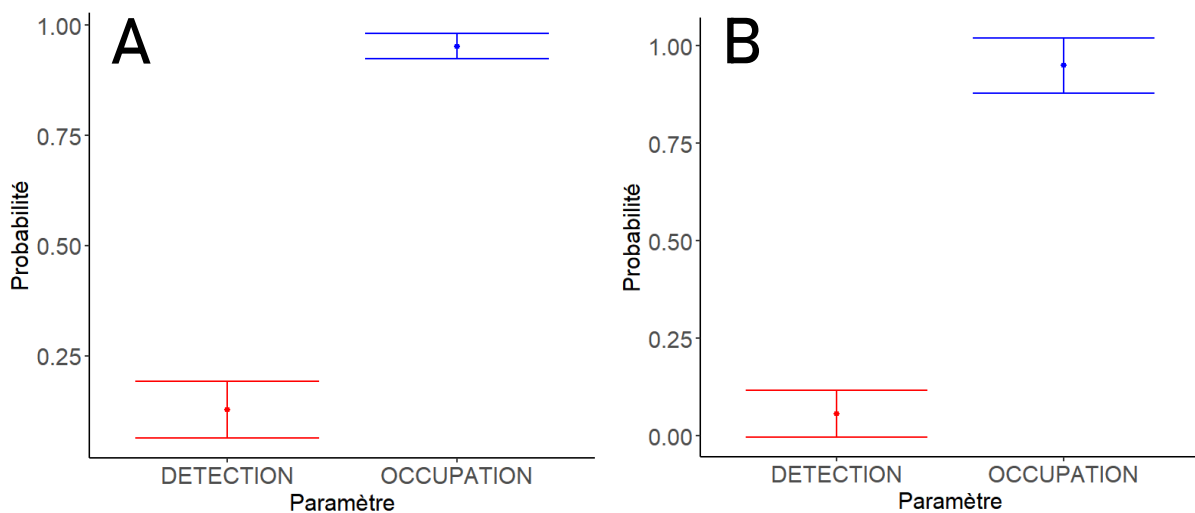 A
1.00
0.75
0.50
0.25
Probabilité
DETECTION OCCUPATION
Paramètre
B
1.00
0.75
0.50
0.25
0.00
Probabilité
DETECTION OCCUPATION
Paramètre